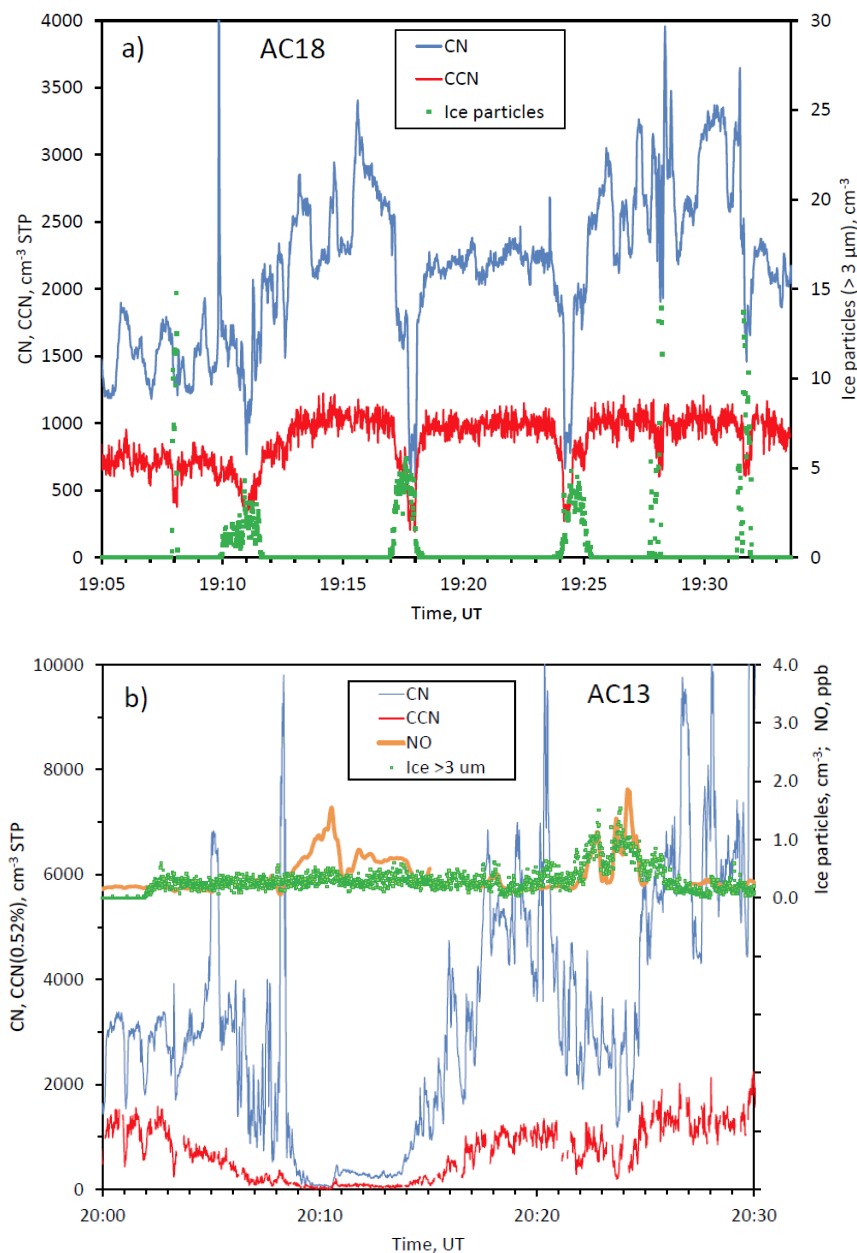 a)
AC18
CN
CCN
Ice particles
4000
3500
3000
2500
2000
1500
1000
500
0
CN, CCN, cm⁻³ STP
30
25
20
15
10
5
0
Ice particles (> 3 µm), cm⁻³
19:05
19:10
19:15
19:20
19:25
19:30
Time, UT
b)
AC13
CN
CCN
NO
Ice >3 um
10000
8000
6000
4000
2000
0
CN, CCN(0.52%), cm⁻³ STP
4.0
3.0
2.0
1.0
0.0
Ice particles, cm⁻³; NO, ppb
20:00
20:10
20:20
20:30
Time, UT